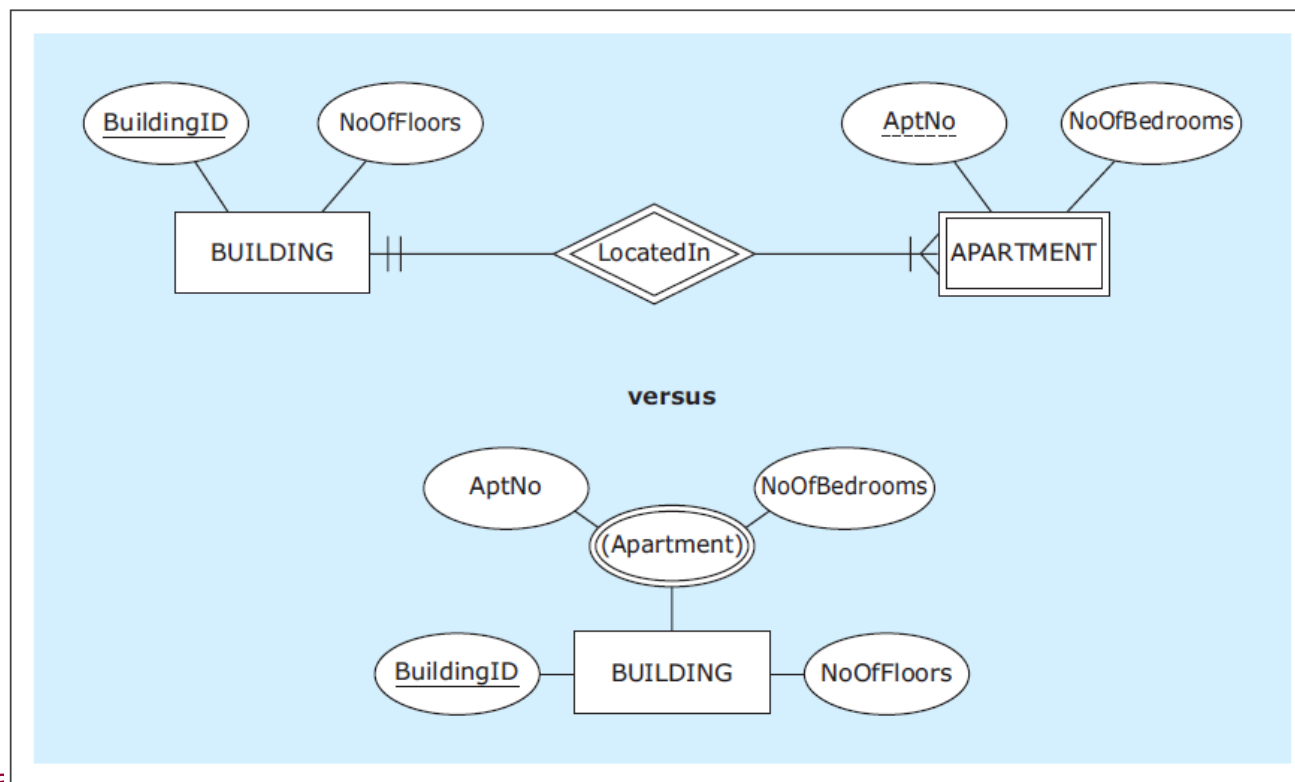 BuildingID NoOfFloors AptNo NoOfBedrooms
BUILDING LocatedIn APARTMENT
versus
AptNo NoOfBedrooms
(Apartment)
BuildingID BUILDING NoOfFloors